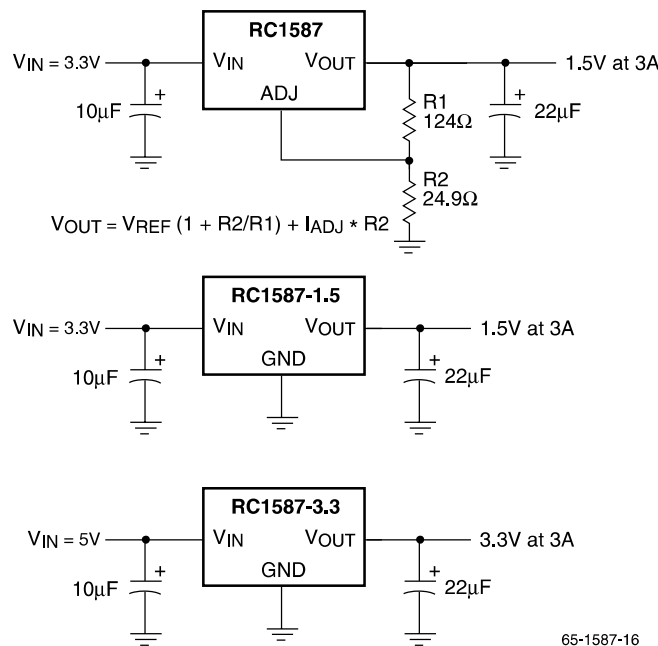 RC1587
VIN = 3.3V
VIN
VOUT
1.5V at 3A
ADJ
+
10µF
R1
124Ω
+
22µF
R2
24.9Ω
VOUT = VREF (1 + R2/R1) + IADJ * R2
RC1587-1.5
VIN = 3.3V
VIN
VOUT
1.5V at 3A
GND
+
10µF
+
22µF
RC1587-3.3
VIN = 5V
VIN
VOUT
3.3V at 3A
GND
+
10µF
+
22µF
65-1587-16